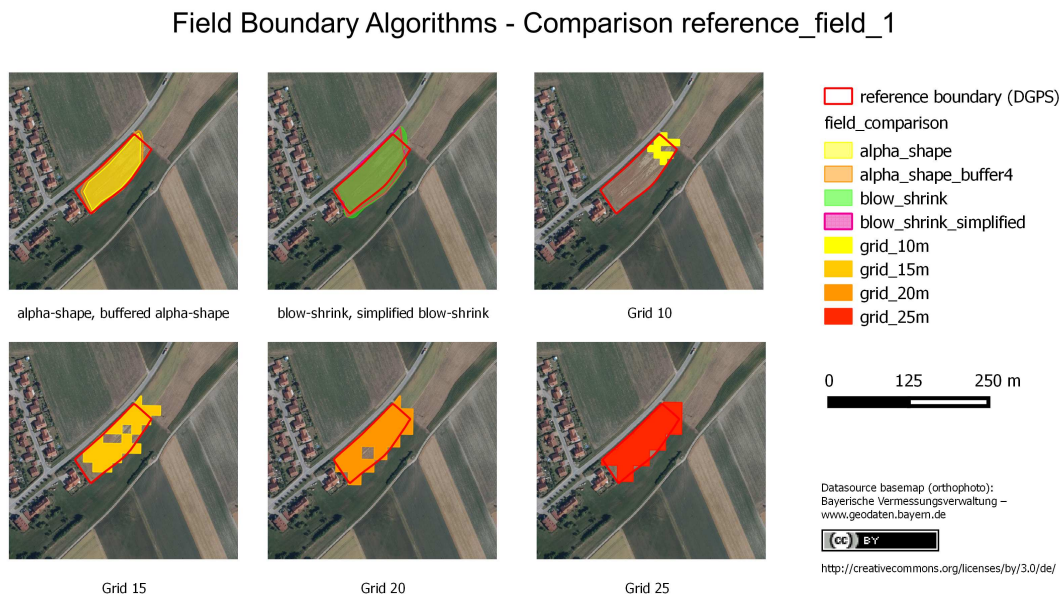 Field Boundary Algorithms - Comparison reference_field_1
alpha-shape, buffered alpha-shape
blow-shrink, simplified blow-shrink
Grid 10
Grid 15
Grid 20
Grid 25
reference boundary (DGPS)
field_comparison
alpha_shape
alpha_shape_buffer4
blow_shrink
blow_shrink_simplified
grid_10m
grid_15m
grid_20m
grid_25m
0 125 250 m
Datasource basemap (orthophoto):
Bayerische Vermessungsverwaltung –
www.geodaten.bayern.de
cc BY
http://creativecommons.org/licenses/by/3.0/de/